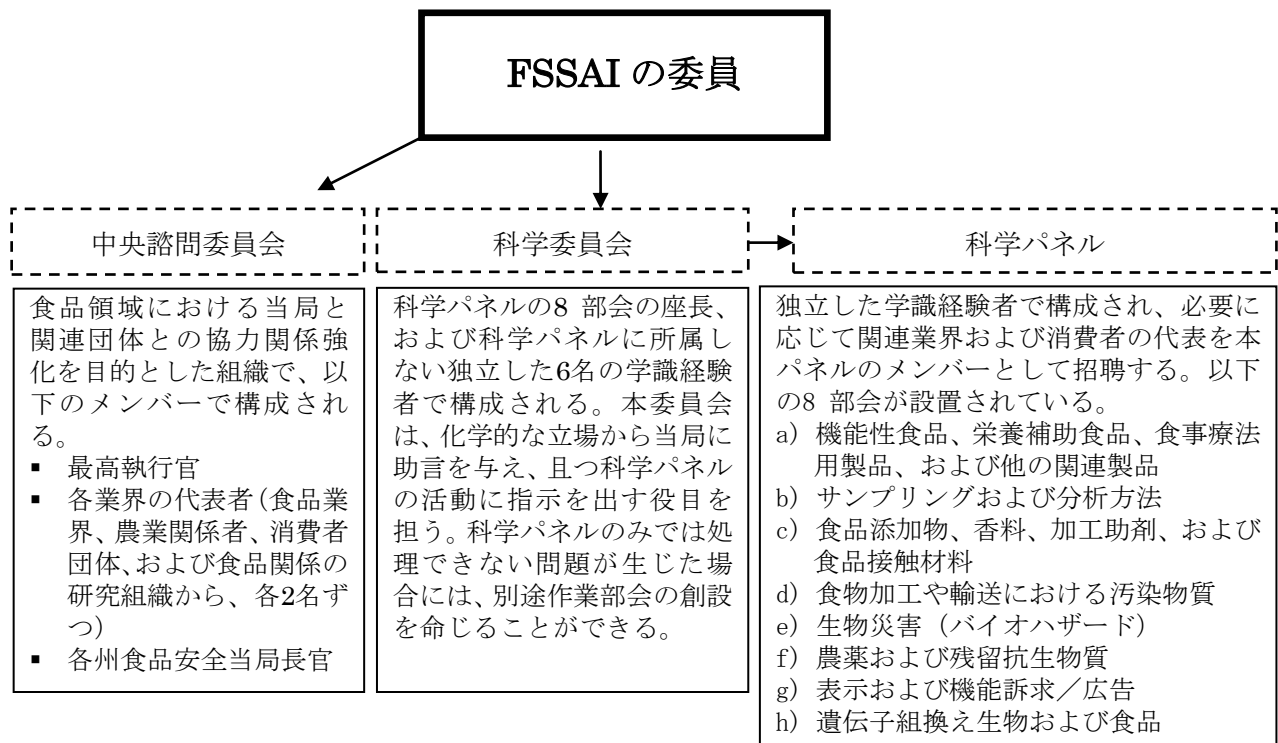 FSSAI の委員
中央諮問委員会
食品領域における当局と
関連団体との協力関係強
化を目的とした組織で、以
下のメンバーで構成され
る。
▪ 最高執行官
▪ 各業界の代表者（食品業
界、農業関係者、消費者
団体、および食品関係の
研究組織から、各2名ず
つ）
▪ 各州食品安全当局長官
科学委員会
科学パネルの8 部会の座長、
および科学パネルに所属し
ない独立した6名の学識経験
者で構成される。本委員会
は、化学的な立場から当局に
助言を与え、且つ科学パネル
の活動に指示を出す役目を
担う。科学パネルのみでは処
理できない問題が生じた場
合には、別途作業部会の創設
を命じることができる。
科学パネル
独立した学識経験者で構成され、必要に
応じて関連業界および消費者の代表を本
パネルのメンバーとして招聘する。以下
の8 部会が設置されている。
a) 機能性食品、栄養補助食品、食事療法
用製品、および他の関連製品
b) サンプリングおよび分析方法
c) 食品添加物、香料、加工助剤、および
食品接触材料
d) 食物加工や輸送における汚染物質
e) 生物災害（バイオハザード）
f) 農薬および残留抗生物質
g) 表示および機能訴求／広告
h) 遺伝子組換え生物および食品